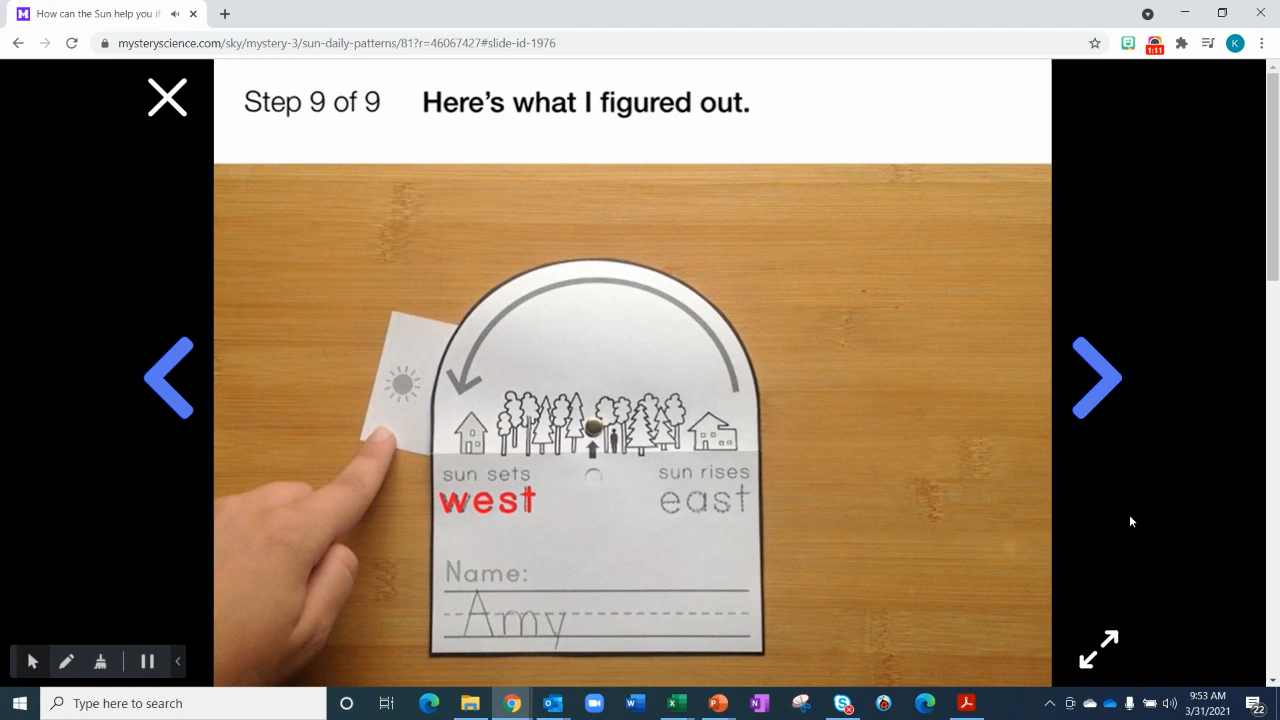 How can the Sun help you if
mysteryscience.com/sky/mystery-3/sun-daily-patterns/81?r=46067427#slide-id-1976
1:11
K
Step 9 of 9 Here's what I figured out.
sun sets sun rises
west east
Name:
Amy
Type here to search
9:53 AM
3/31/2021
22